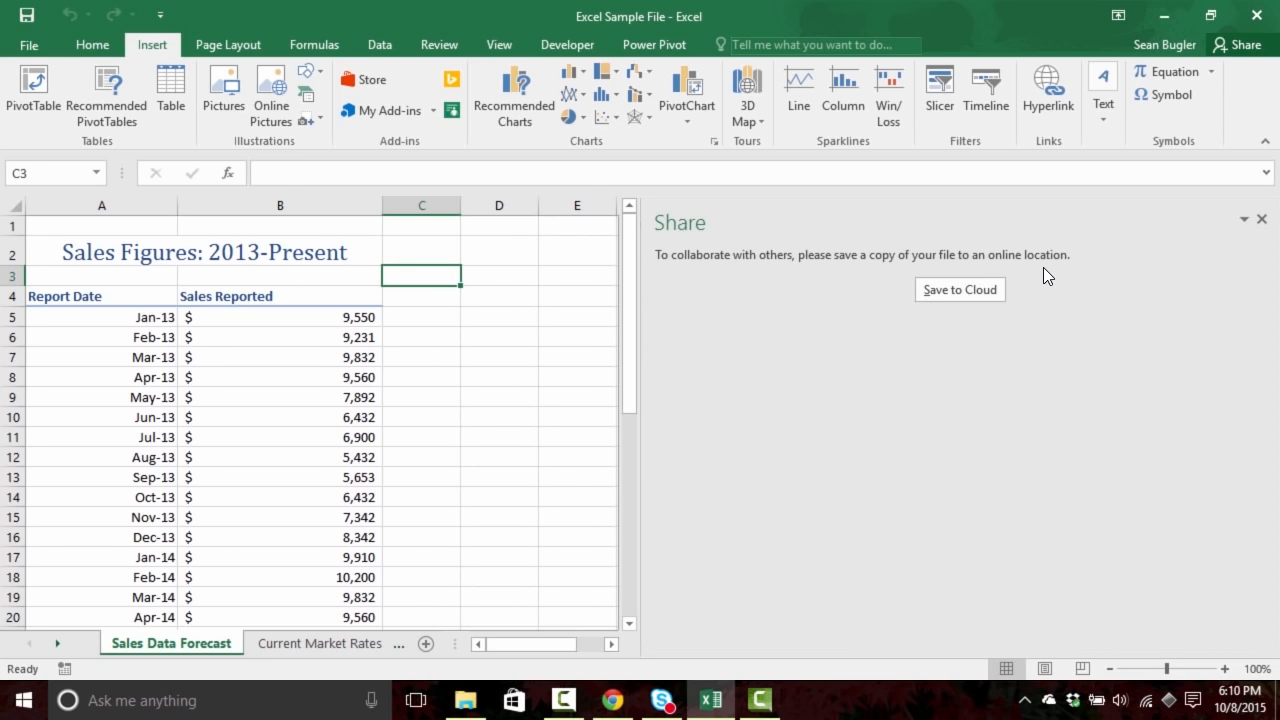 Excel Sample File - Excel
File Home Insert Page Layout Formulas Data Review View Developer Power Pivot Tell me what you want to do... Sean Bugler Share
PivotTable
Recommended
PivotTables
Table
Tables
Pictures
Online
Pictures
Illustrations
Store
My Add-ins
Add-ins
Recommended
Charts
PivotChart
Charts
3D
Map
Tours
Line
Column
Win/
Loss
Sparklines
Slicer
Timeline
Filters
Hyperlink
Links
A
Text
π Equation
Ω Symbol
Symbols
C3 fx
A B C D E
1
2 Sales Figures: 2013-Present
3
4 Report Date Sales Reported
5 Jan-13 $ 9,550
6 Feb-13 $ 9,231
7 Mar-13 $ 9,832
8 Apr-13 $ 9,560
9 May-13 $ 7,892
10 Jun-13 $ 6,432
11 Jul-13 $ 6,900
12 Aug-13 $ 5,432
13 Sep-13 $ 5,653
14 Oct-13 $ 6,432
15 Nov-13 $ 7,342
16 Dec-13 $ 8,342
17 Jan-14 $ 9,910
18 Feb-14 $ 10,200
19 Mar-14 $ 9,832
20 Apr-14 $ 9,560
Share
To collaborate with others, please save a copy of your file to an online location.
Save to Cloud
Sales Data Forecast Current Market Rates ...
Ready 100%
Ask me anything
6:10 PM
10/8/2015